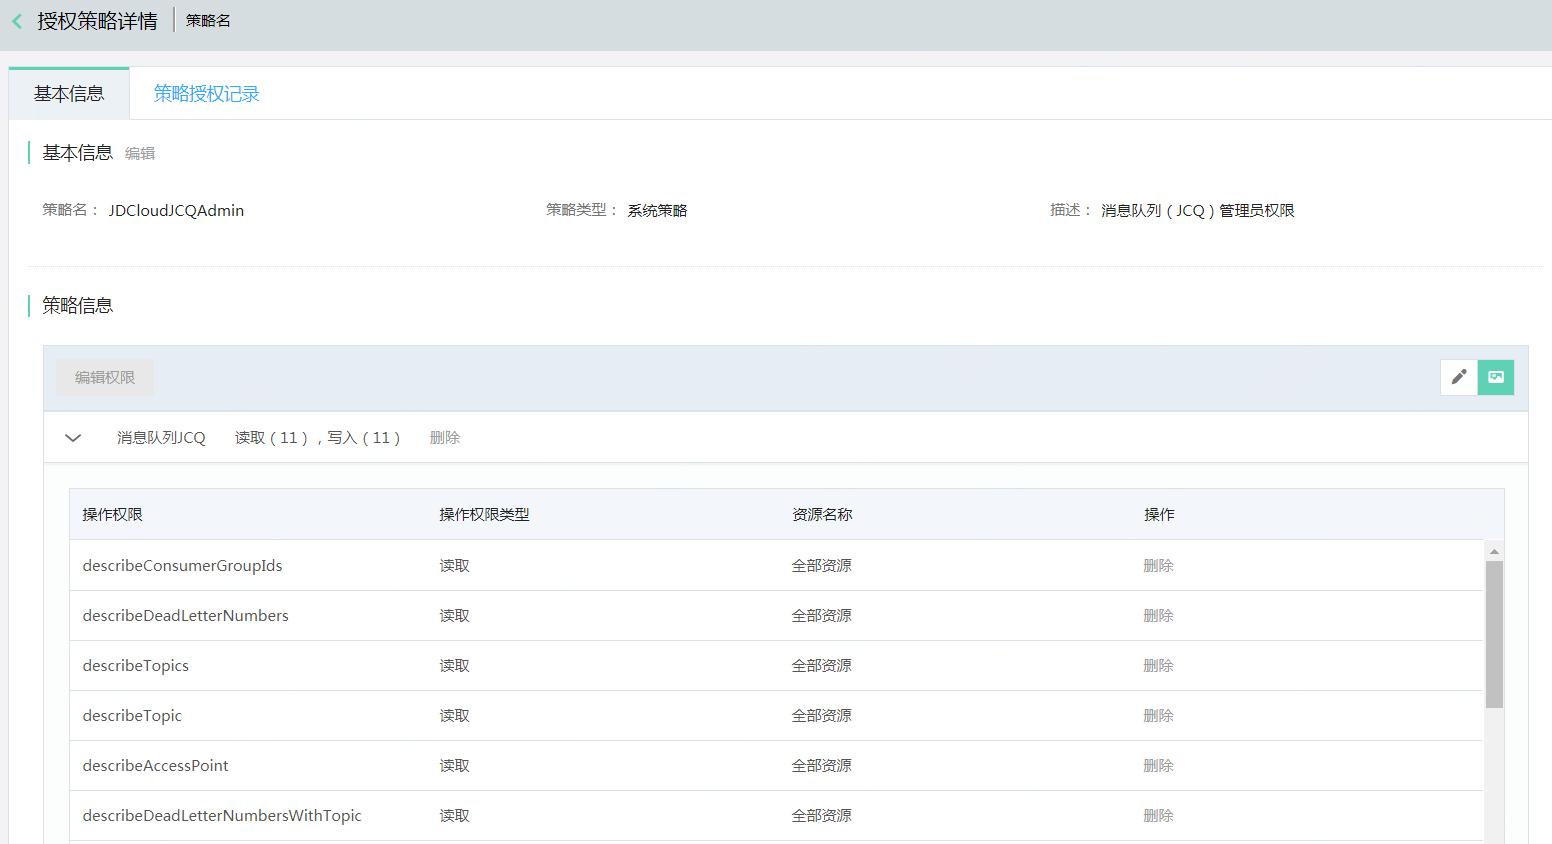 授权策略详情 策略名
基本信息 策略授权记录
基本信息 编辑
策略名： JDCloudJCQAdmin 策略类型： 系统策略 描述： 消息队列（JCQ）管理员权限
策略信息
编辑权限
消息队列JCQ 读取（11），写入（11） 删除
操作权限 操作权限类型 资源名称 操作
describeConsumerGroupIds 读取 全部资源 删除
describeDeadLetterNumbers 读取 全部资源 删除
describeTopics 读取 全部资源 删除
describeTopic 读取 全部资源 删除
describeAccessPoint 读取 全部资源 删除
describeDeadLetterNumbersWithTopic 读取 全部资源 删除